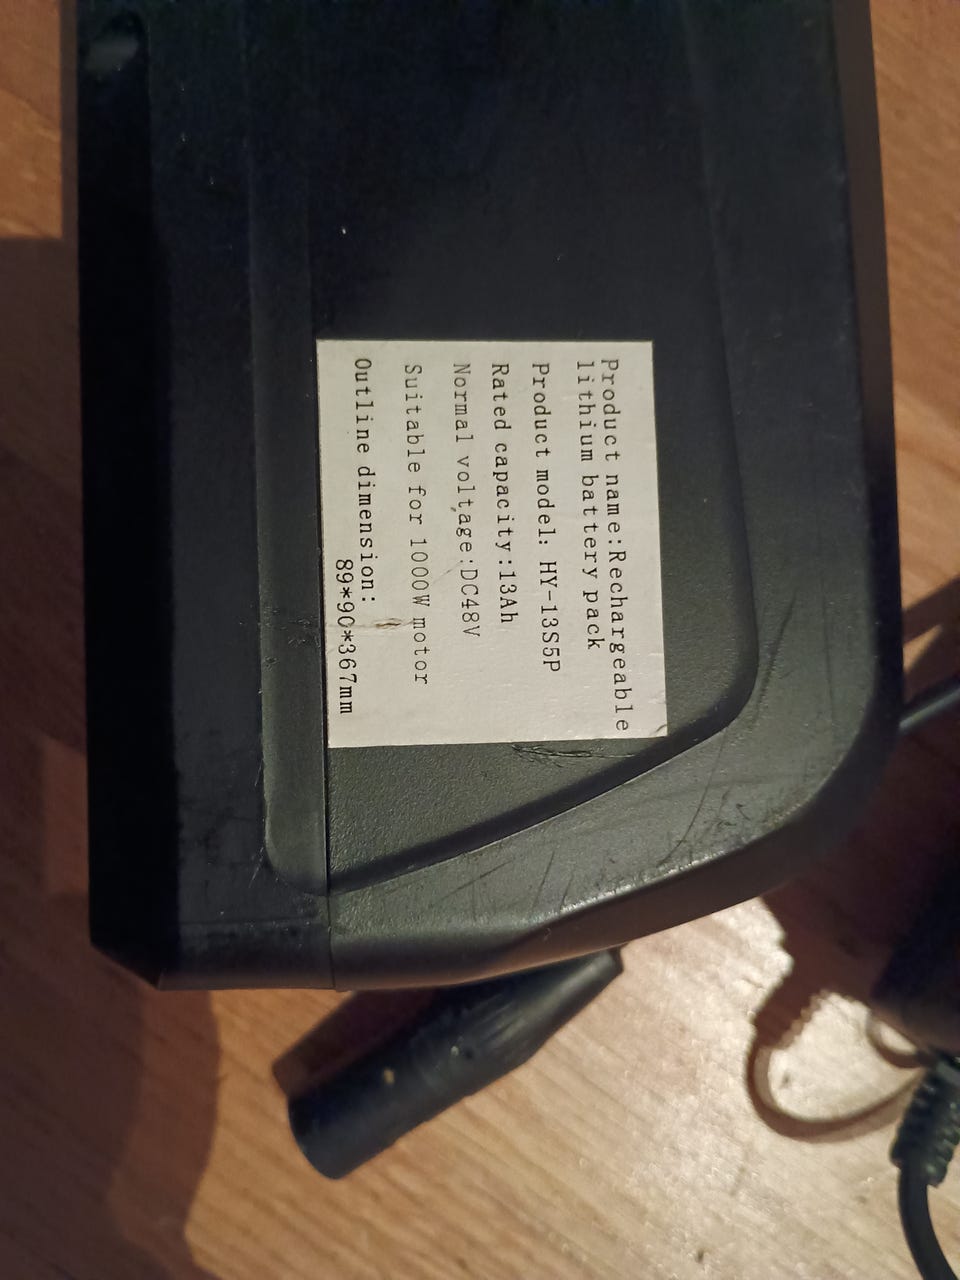 Product name:Rechargeable
lithium battery pack
Product model: HY-13S5P
Rated capacity:13Ah
Normal voltage:DC48V
Suitable for 1000W motor
Outline dimension:
89*90*367mm